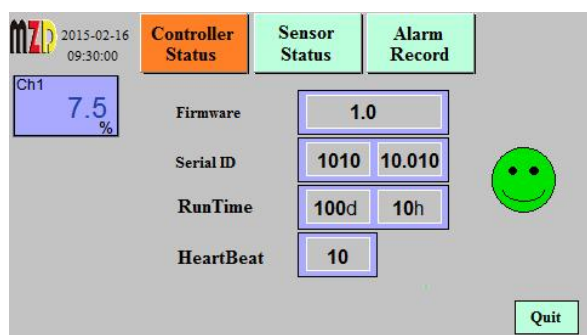 MZD 2015-02-16
09:30:00
Controller
Status
Sensor
Status
Alarm
Record
Ch1
7.5
%
Firmware 1.0
Serial ID 1010 10.010
RunTime 100d 10h
HeartBeat 10
Quit